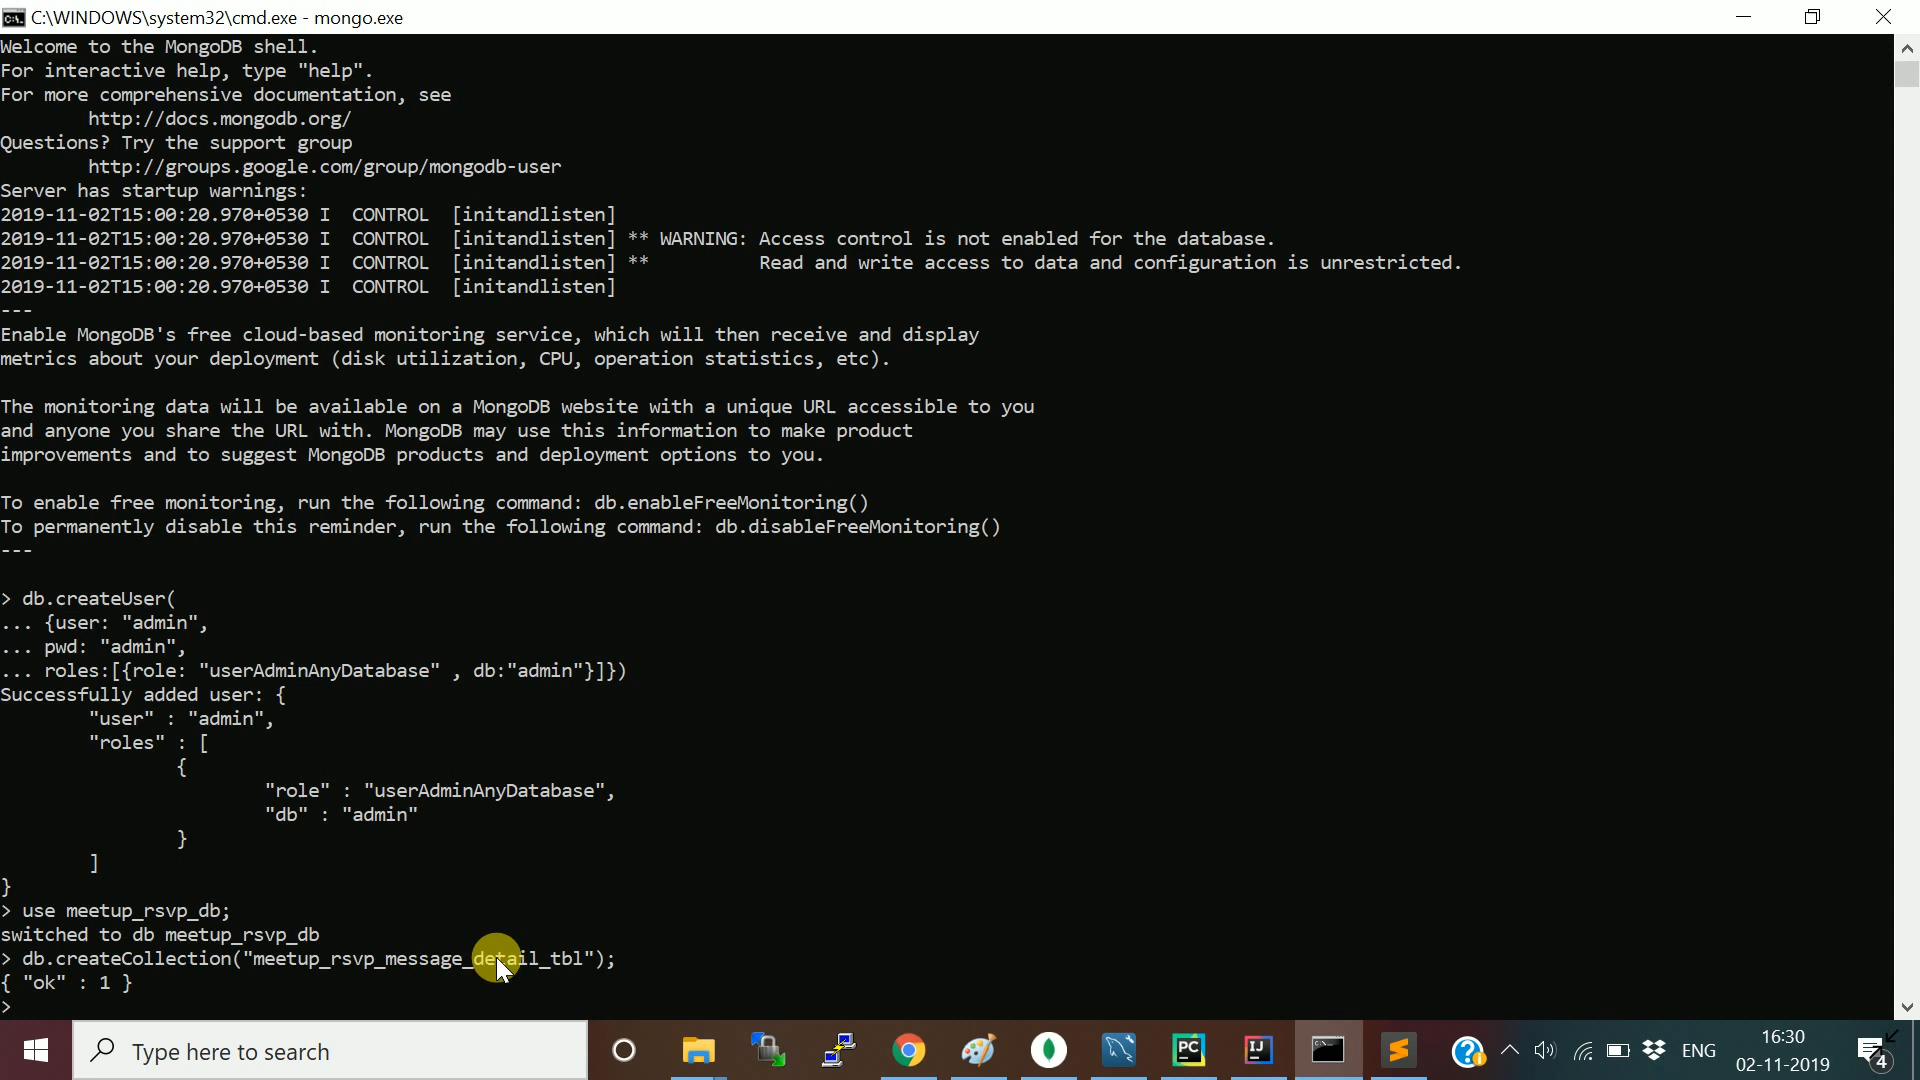 C:\WINDOWS\system32\cmd.exe - mongo.exe
Welcome to the MongoDB shell.
For interactive help, type "help".
For more comprehensive documentation, see
        http://docs.mongodb.org/
Questions? Try the support group
        http://groups.google.com/group/mongodb-user
Server has startup warnings:
2019-11-02T15:00:20.970+0530 I  CONTROL  [initandlisten]
2019-11-02T15:00:20.970+0530 I  CONTROL  [initandlisten] ** WARNING: Access control is not enabled for the database.
2019-11-02T15:00:20.970+0530 I  CONTROL  [initandlisten] **          Read and write access to data and configuration is unrestricted.
2019-11-02T15:00:20.970+0530 I  CONTROL  [initandlisten]
---
Enable MongoDB's free cloud-based monitoring service, which will then receive and display
metrics about your deployment (disk utilization, CPU, operation statistics, etc).
The monitoring data will be available on a MongoDB website with a unique URL accessible to you
and anyone you share the URL with. MongoDB may use this information to make product
improvements and to suggest MongoDB products and deployment options to you.
To enable free monitoring, run the following command: db.enableFreeMonitoring()
To permanently disable this reminder, run the following command: db.disableFreeMonitoring()
---
> db.createUser(
... {user: "admin",
... pwd: "admin",
... roles:[{role: "userAdminAnyDatabase" , db:"admin"}]})
Successfully added user: {
        "user" : "admin",
        "roles" : [
                {
                        "role" : "userAdminAnyDatabase",
                        "db" : "admin"
                }
        ]
}
> use meetup_rsvp_db;
switched to db meetup_rsvp_db
> db.createCollection("meetup_rsvp_message_detail_tbl");
{ "ok" : 1 }
>
Type here to search
PC
IJ
ENG
16:30
02-11-2019
4